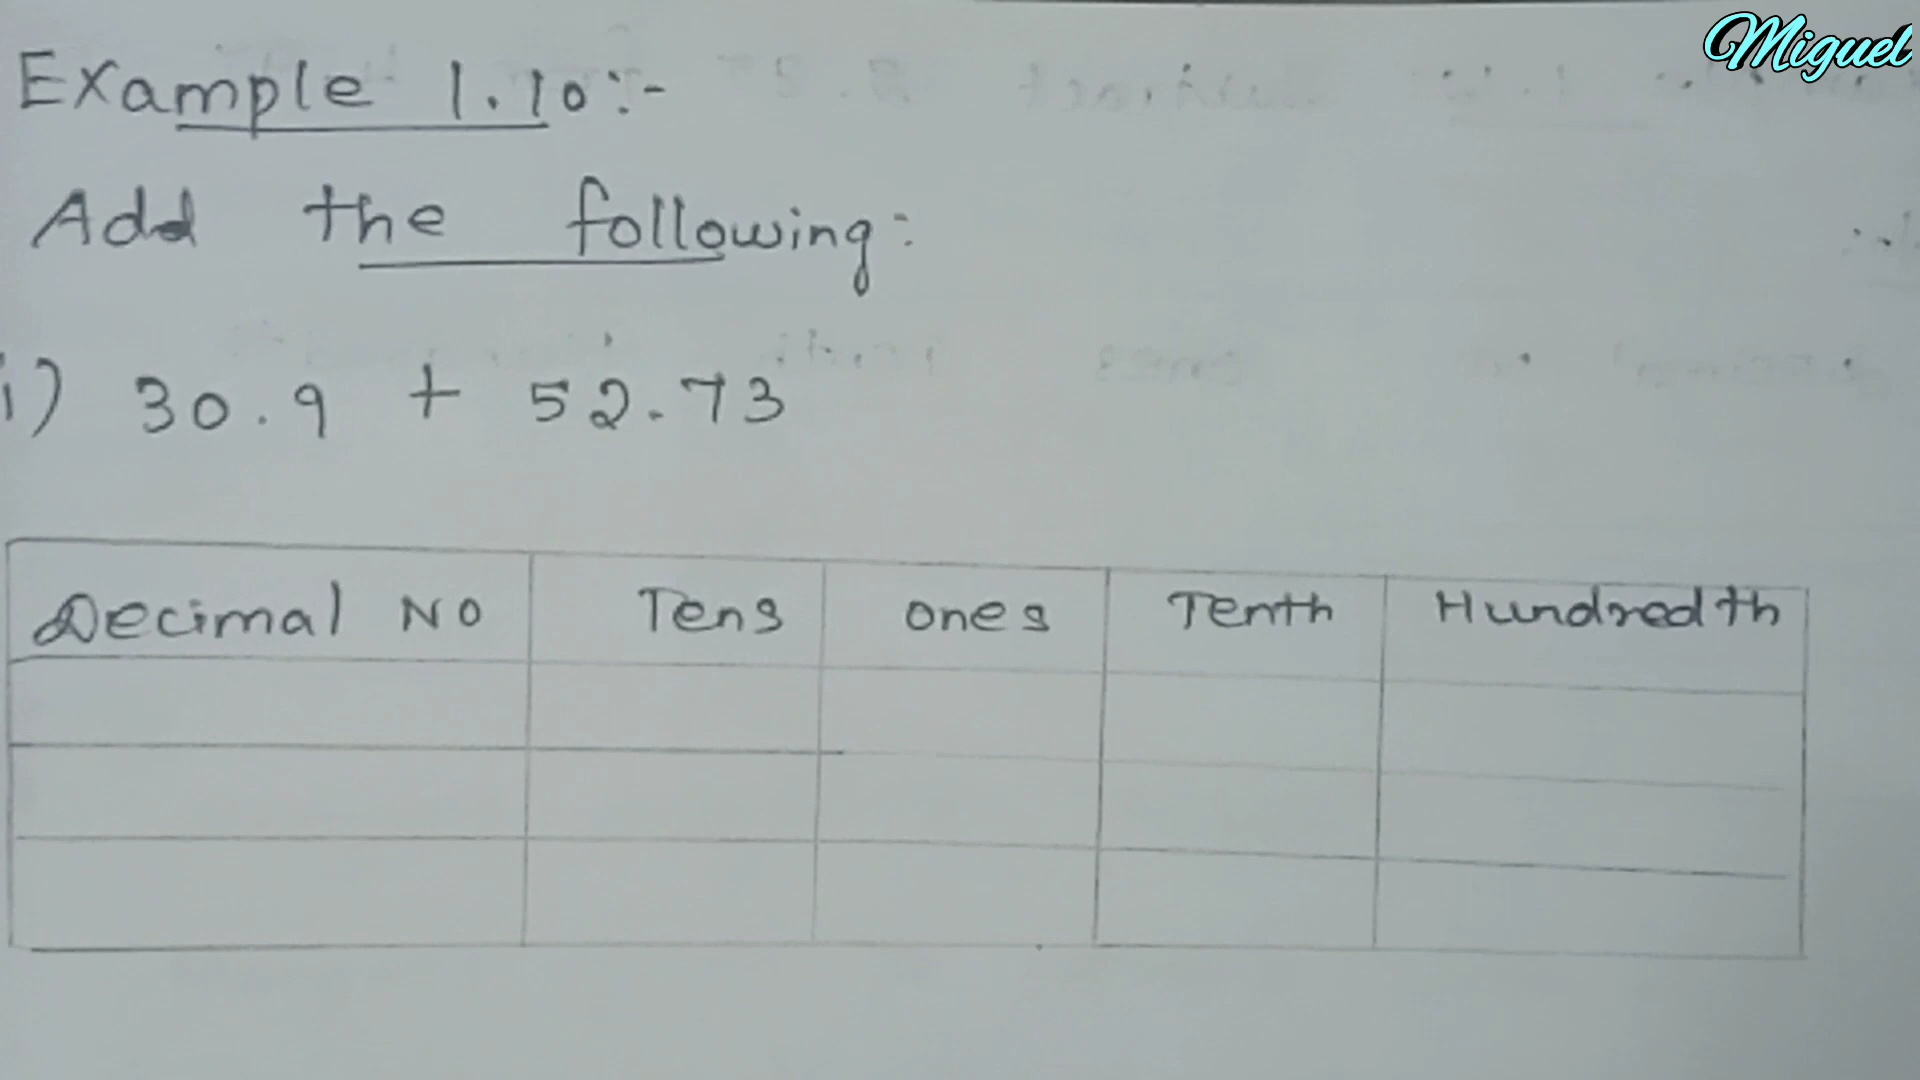 Miguel
Example 1.10:-
Add the following:
i) 30.9 + 52.73
Decimal NO Tens ones Tenth Hundredth